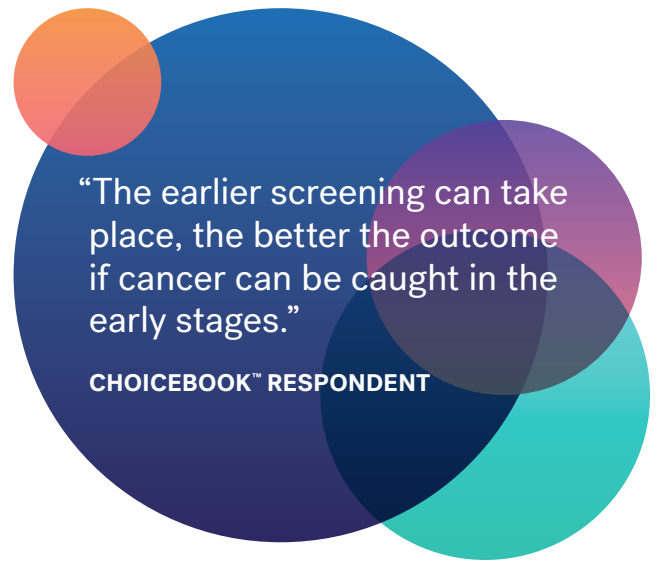 “The earlier screening can take
place, the better the outcome
if cancer can be caught in the
early stages.”
CHOICEBOOK™ RESPONDENT